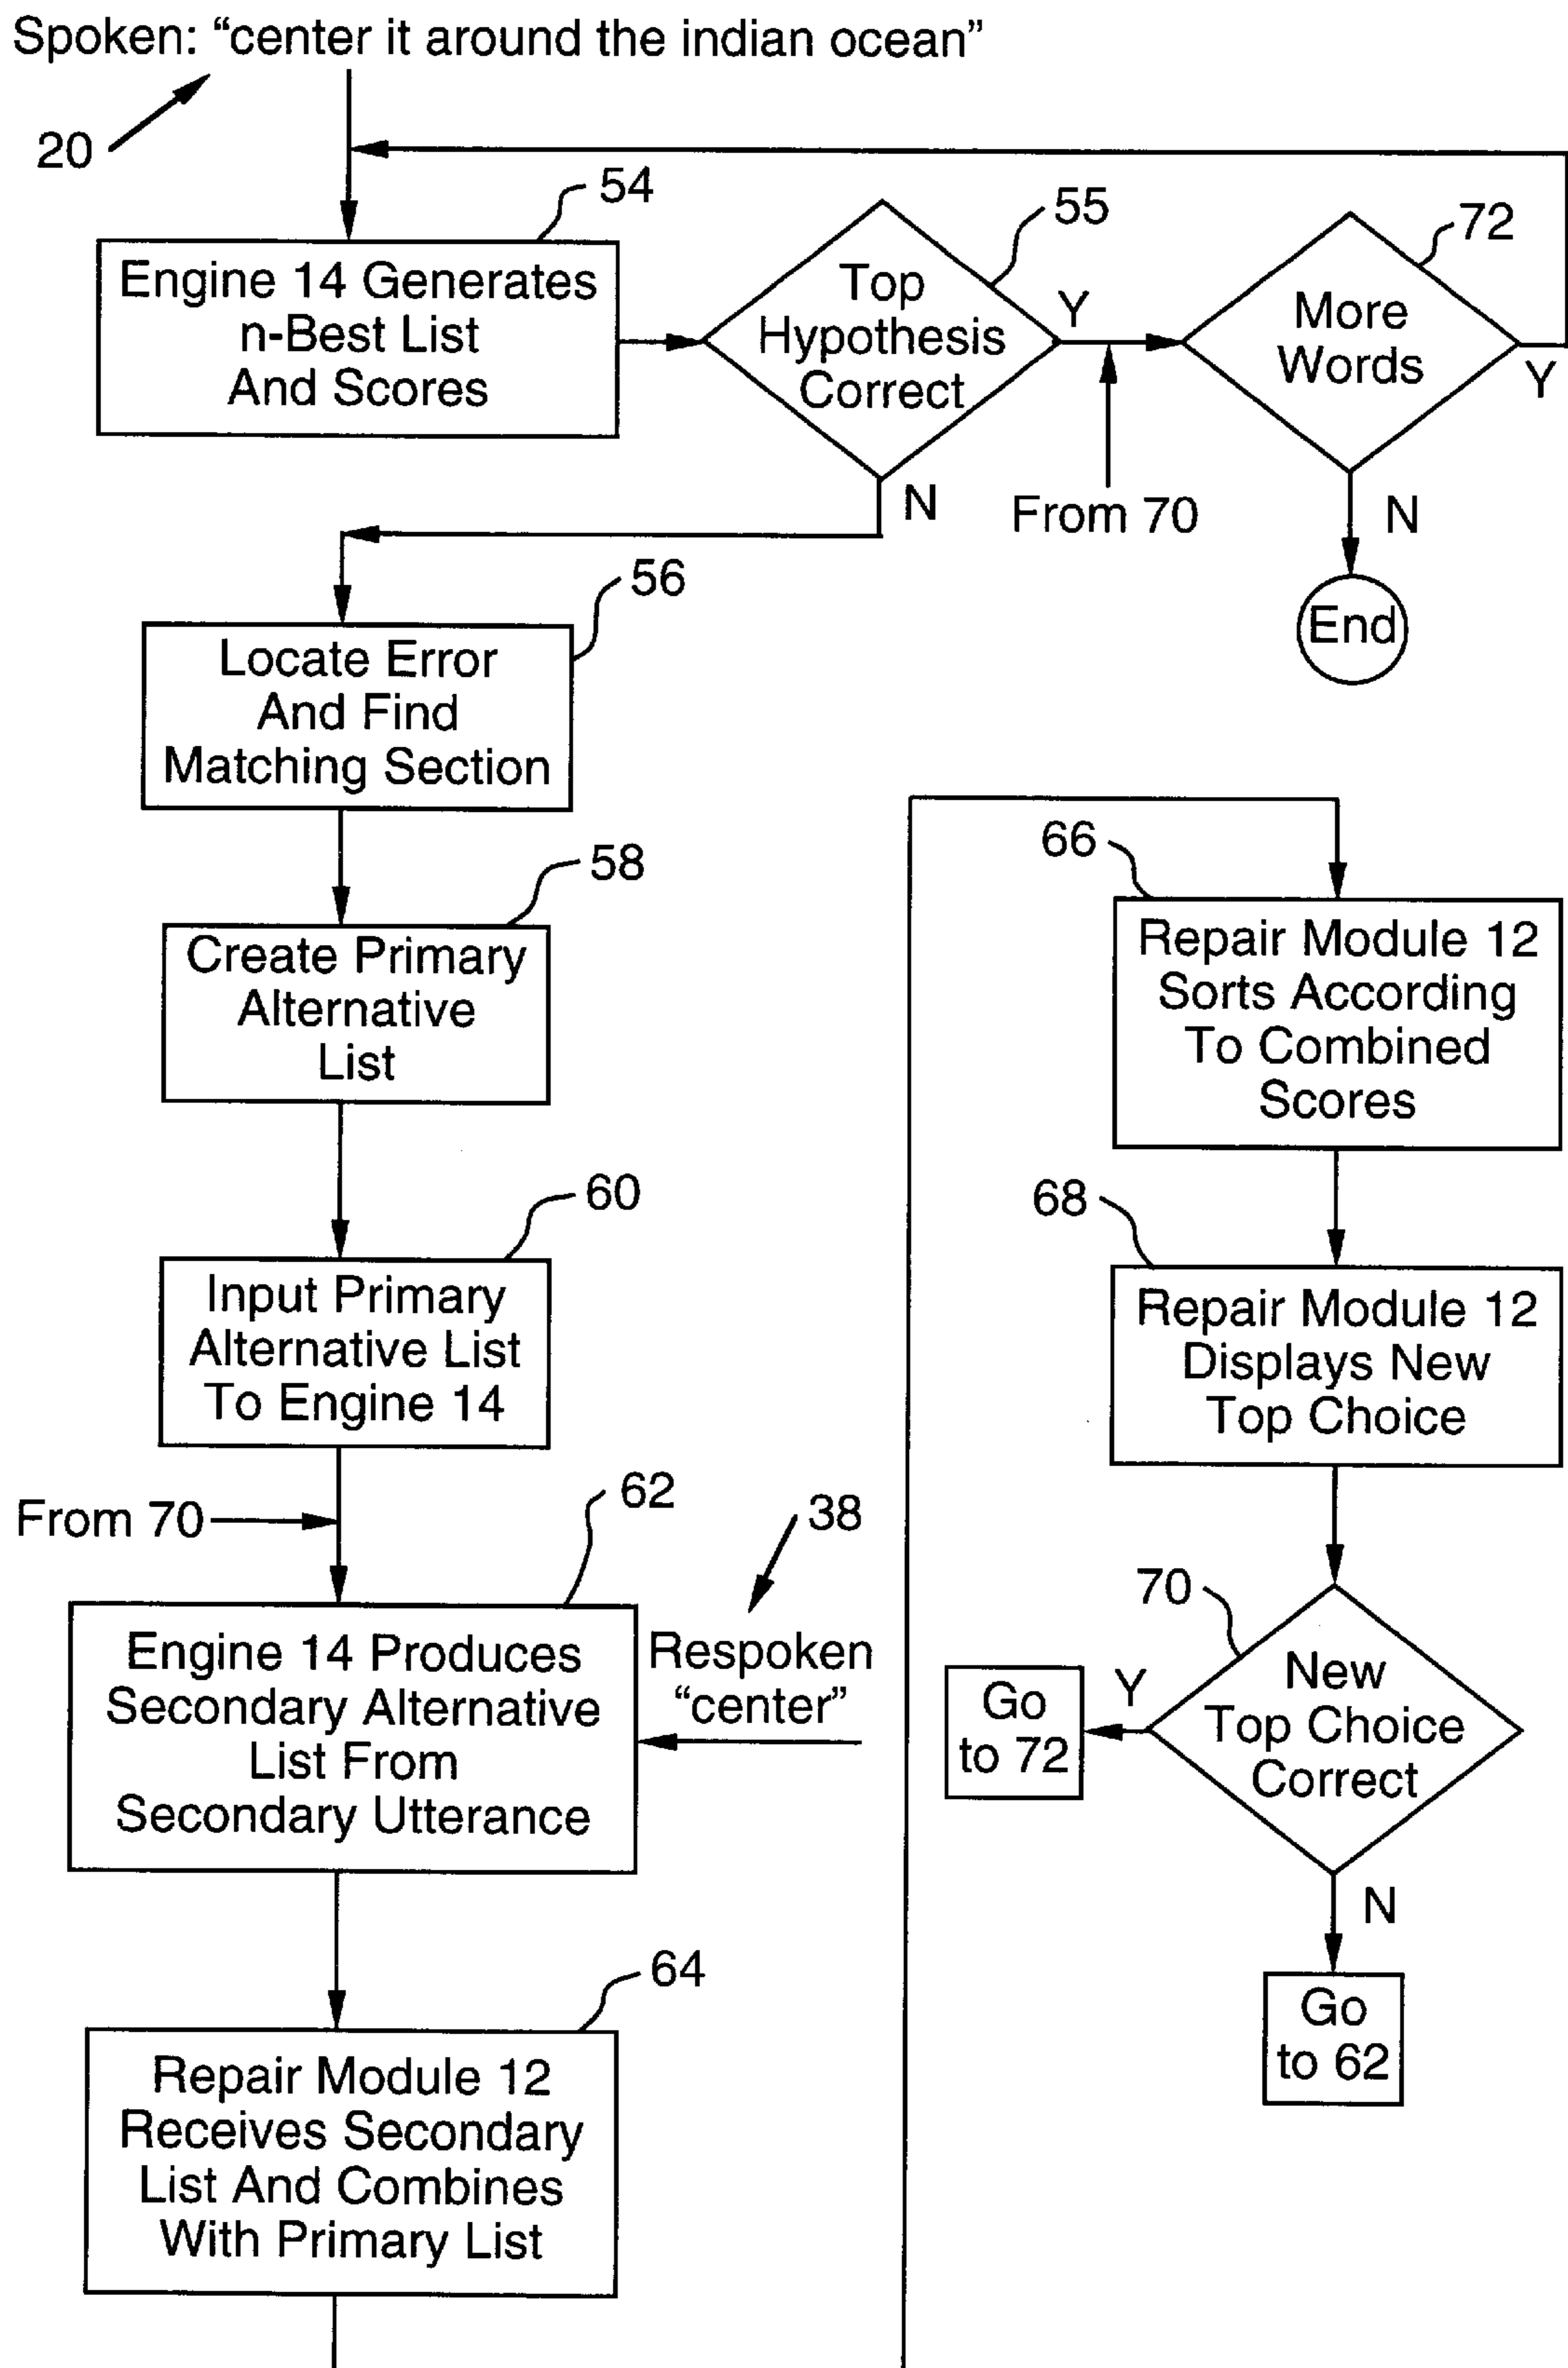 Spoken: “center it around the indian ocean”
20
54
Engine 14 Generates
n-Best List
And Scores
55
Top
Hypothesis
Correct
Y
N
From 70
72
More
Words
Y
N
End
56
Locate Error
And Find
Matching Section
58
Create Primary
Alternative
List
60
Input Primary
Alternative List
To Engine 14
From 70
62
Engine 14 Produces
Secondary Alternative
List From
Secondary Utterance
38
Respoken
“center”
64
Repair Module 12
Receives Secondary
List And Combines
With Primary List
66
Repair Module 12
Sorts According
To Combined
Scores
68
Repair Module 12
Displays New
Top Choice
70
New
Top Choice
Correct
Y
Go
to 72
N
Go
to 62